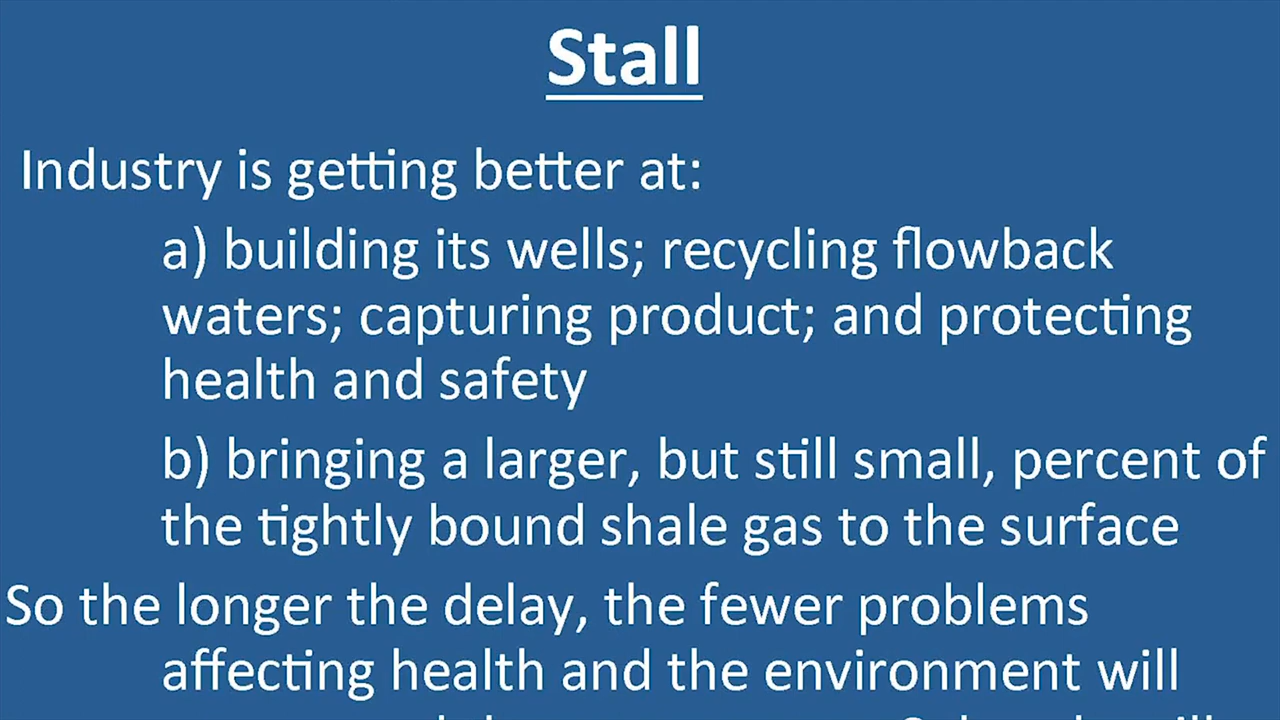 Stall
Industry is getting better at:
a) building its wells; recycling flowback
waters; capturing product; and protecting
health and safety
b) bringing a larger, but still small, percent of
the tightly bound shale gas to the surface
So the longer the delay, the fewer problems
affecting health and the environment will